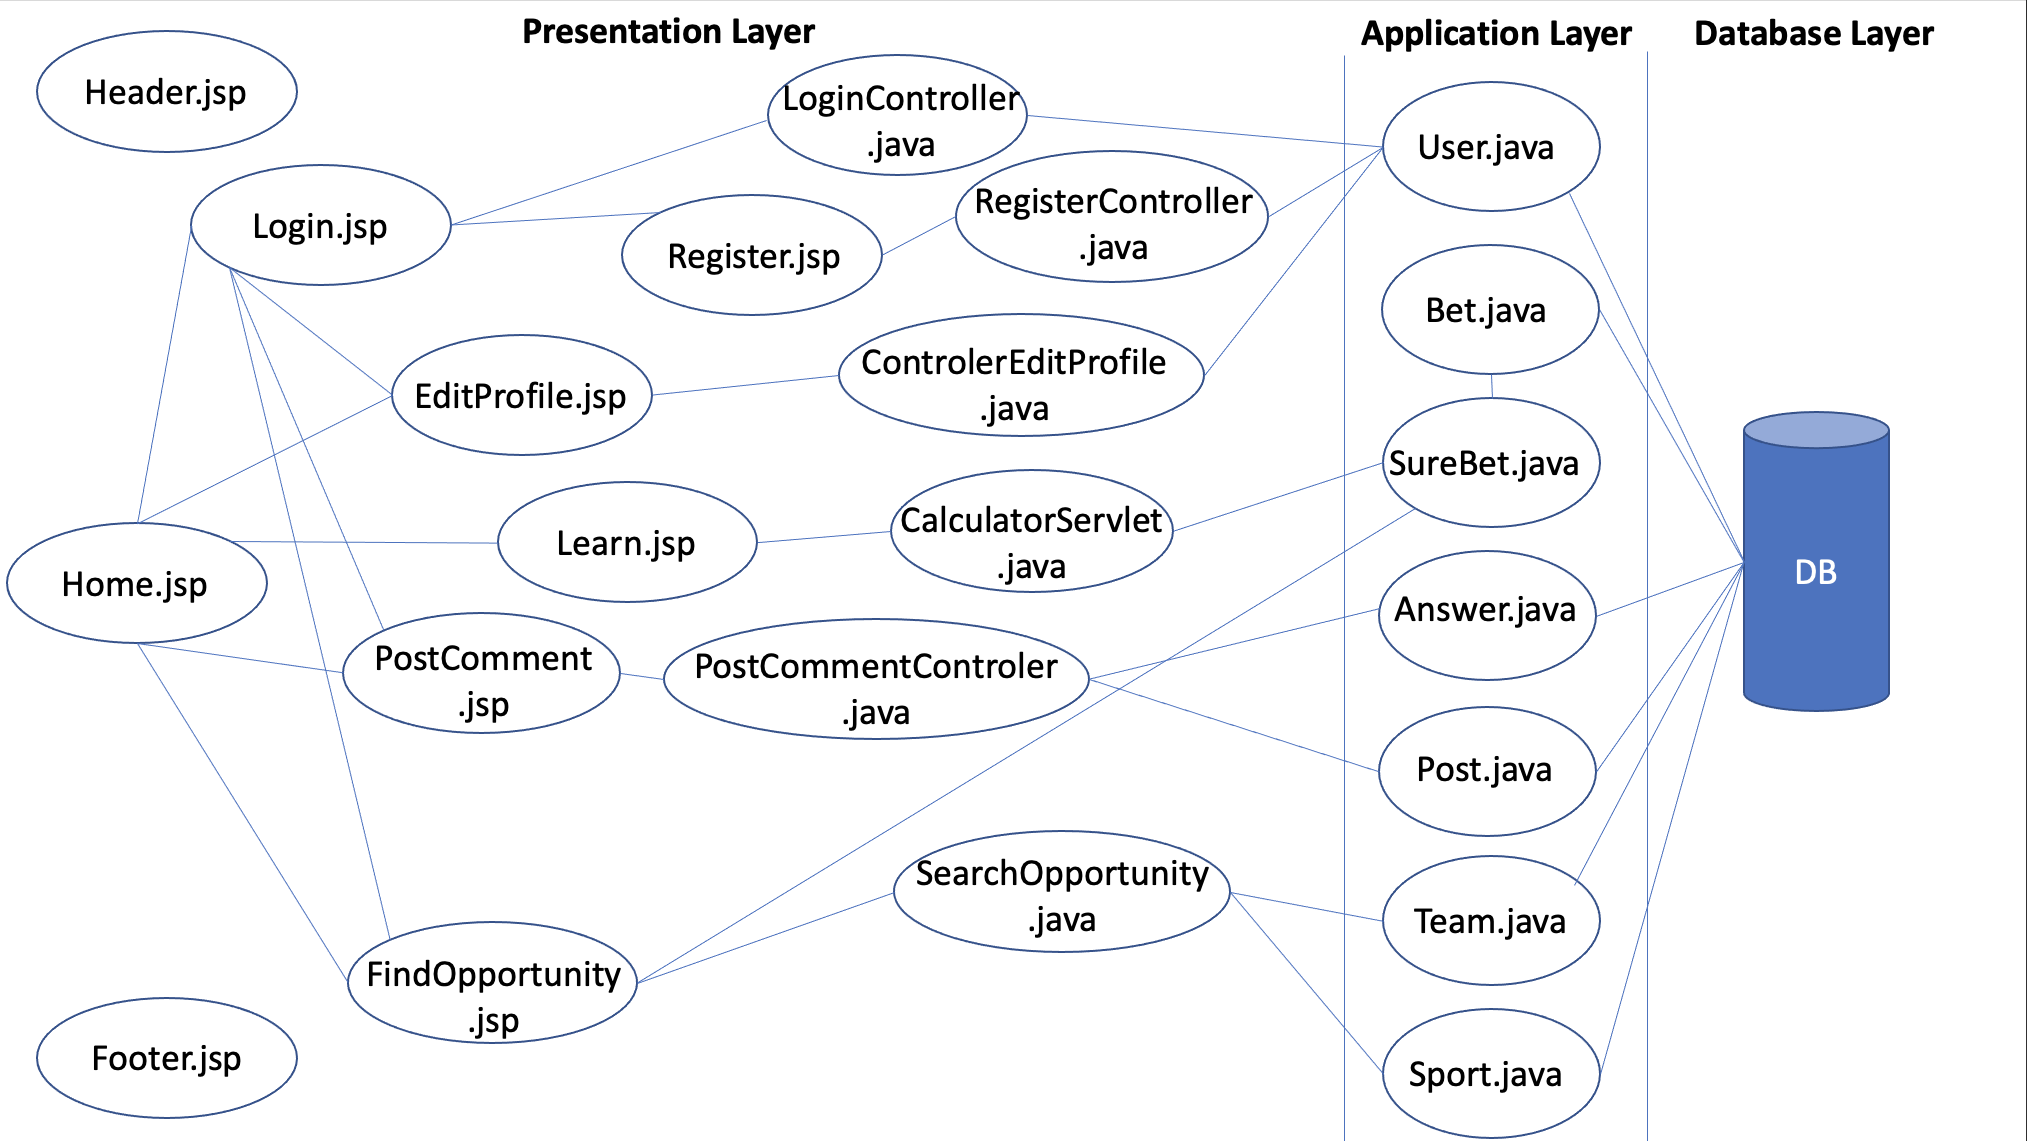 Presentation Layer
Application Layer
Database Layer
Header.jsp
LoginController
.java
User.java
Login.jsp
Register.jsp
RegisterController
.java
Bet.java
EditProfile.jsp
ControlerEditProfile
.java
SureBet.java
Home.jsp
Learn.jsp
CalculatorServlet
.java
DB
Answer.java
PostComment
.jsp
PostCommentControler
.java
Post.java
SearchOpportunity
.java
Team.java
FindOpportunity
.jsp
Footer.jsp
Sport.java